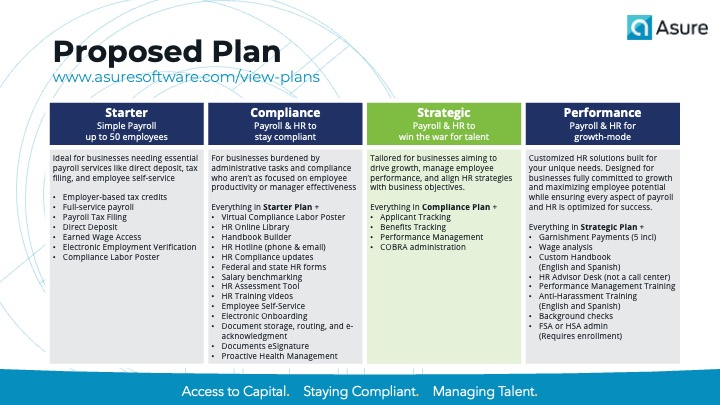 Asure
Proposed Plan
www.asuresoftware.com/view-plans
Starter
Simple Payroll
up to 50 employees
Ideal for businesses needing essential
payroll services like direct deposit, tax
filing, and employee self-service
• Employer-based tax credits
• Full-service payroll
• Payroll Tax Filing
• Direct Deposit
• Earned Wage Access
• Electronic Employment Verification
• Compliance Labor Poster
Compliance
Payroll & HR to
stay compliant
For businesses burdened by
administrative tasks and compliance
who aren't as focused on employee
productivity or manager effectiveness
Everything in Starter Plan +
• Virtual Compliance Labor Poster
• HR Online Library
• Handbook Builder
• HR Hotline (phone & email)
• HR Compliance updates
• Federal and state HR forms
• Salary benchmarking
• HR Assessment Tool
• HR Training videos
• Employee Self-Service
• Electronic Onboarding
• Document storage, routing, and e-
acknowledgment
• Documents eSignature
• Proactive Health Management
Strategic
Payroll & HR to
win the war for talent
Tailored for businesses aiming to
drive growth, manage employee
performance, and align HR strategies
with business objectives.
Everything in Compliance Plan +
• Applicant Tracking
• Benefits Tracking
• Performance Management
• COBRA administration
Performance
Payroll & HR for
growth-mode
Customized HR solutions built for
your unique needs. Designed for
businesses fully committed to growth
and maximizing employee potential
while ensuring every aspect of payroll
and HR is optimized for success.
Everything in Strategic Plan +
• Garnishment Payments (5 incl)
• Wage analysis
• Custom Handbook
(English and Spanish)
• HR Advisor Desk (not a call center)
• Performance Management Training
• Anti-Harassment Training
(English and Spanish)
• Background checks
• FSA or HSA admin
(Requires enrollment)
Access to Capital. Staying Compliant. Managing Talent.